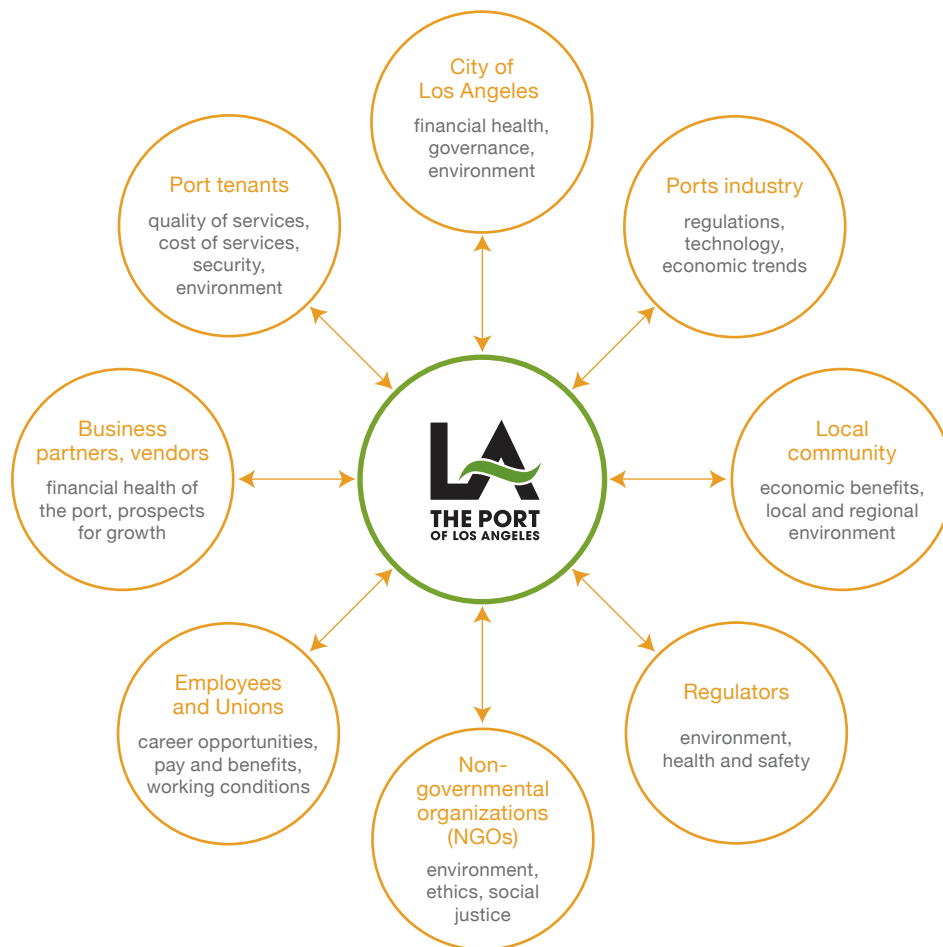 City of
Los Angeles
financial health,
governance,
environment
Port tenants
quality of services,
cost of services,
security,
environment
Ports industry
regulations,
technology,
economic trends
Business
partners, vendors
financial health of
the port, prospects
for growth
LA
THE PORT
OF LOS ANGELES
Local
community
economic benefits,
local and regional
environment
Employees
and Unions
career opportunities,
pay and benefits,
working conditions
Non-
governmental
organizations
(NGOs)
environment,
ethics, social
justice
Regulators
environment,
health and safety